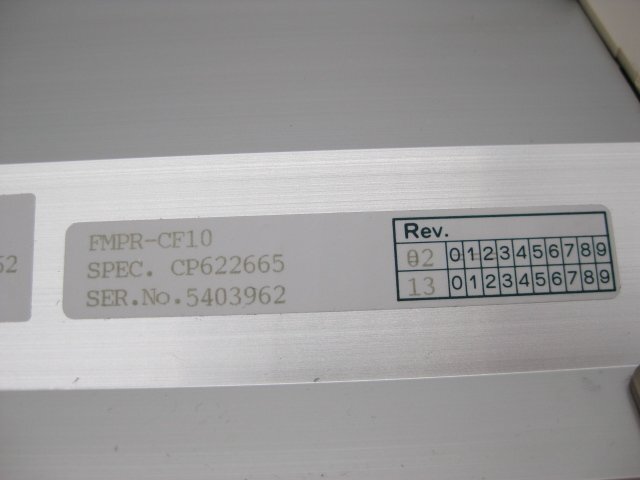 52
FMPR-CF10
SPEC. CP622665
SER.No.5403962
Rev.
02 0123456789
13 0123456789